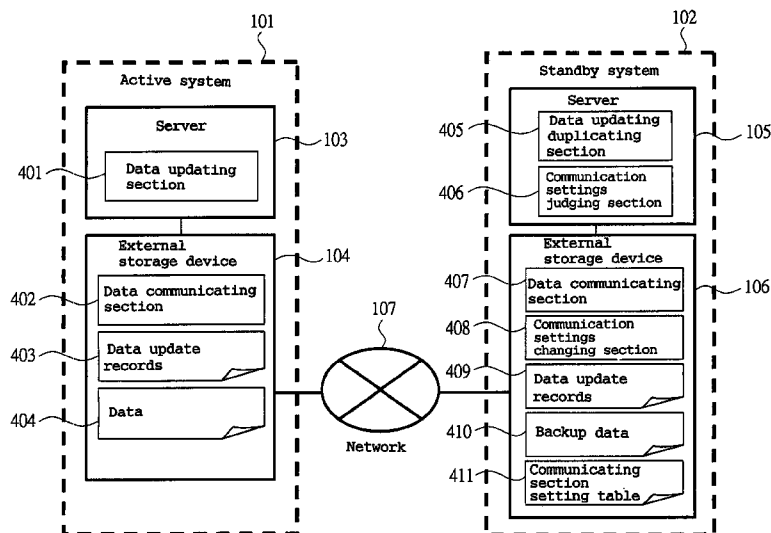 101
Active system
Server
103
401
Data updating
section
External
storage device
104
402
Data communicating
section
403
Data update
records
404
Data
107
Network
102
Standby system
Server
405
Data updating
duplicating
section
105
406
Communication
settings
judging section
External
storage device
407
Data communicating
section
106
408
Communication
settings
changing section
409
Data update
records
410
Backup data
411
Communicating
section
setting table